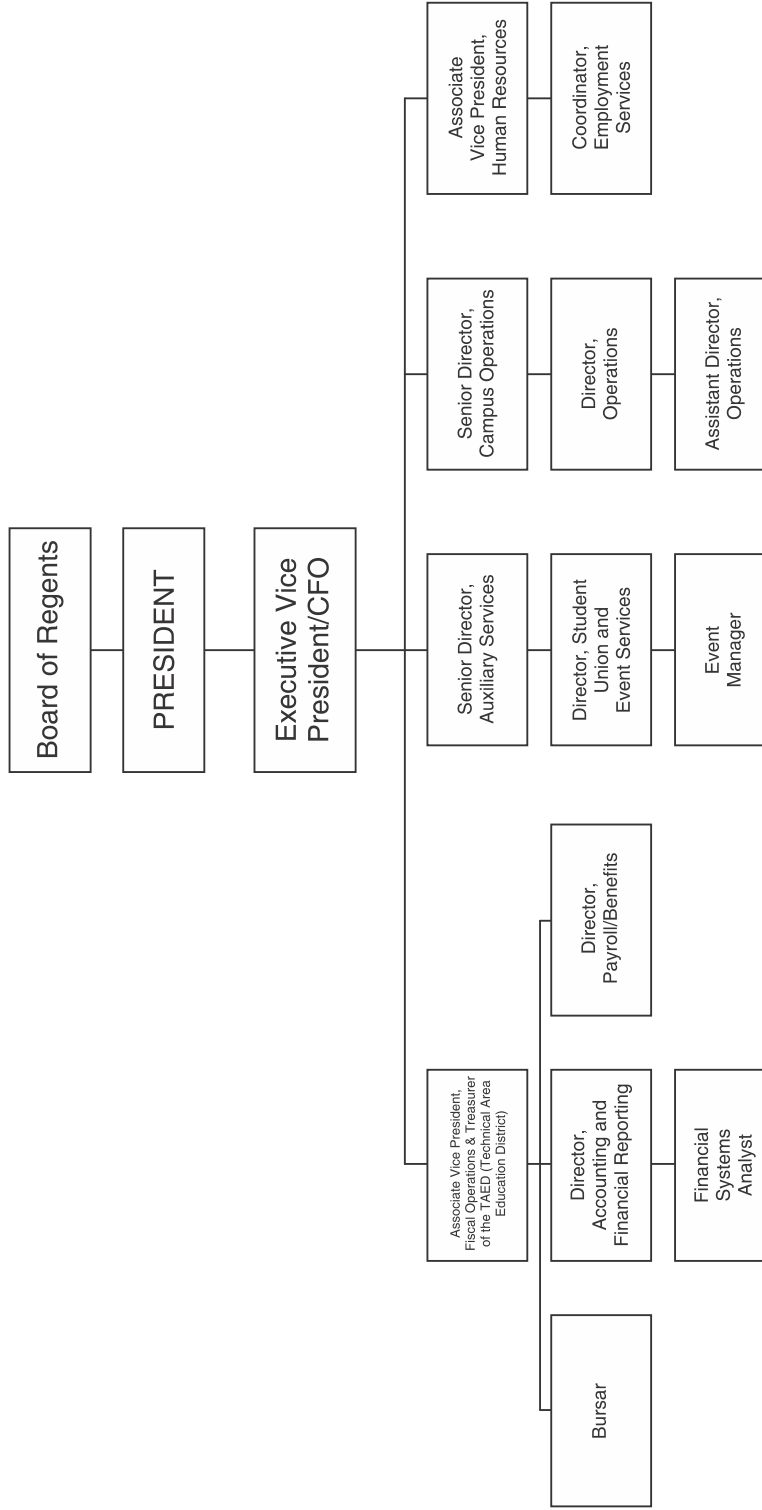 Board of Regents
PRESIDENT
Executive Vice
President/CFO
Associate Vice President,
Fiscal Operations & Treasurer
of the TAED (Technical Area
Education District)
Senior Director,
Auxiliary Services
Senior Director,
Campus Operations
Associate
Vice President,
Human Resources
Bursar
Director,
Accounting and
Financial Reporting
Director,
Payroll/Benefits
Director, Student
Union and
Event Services
Director,
Operations
Coordinator,
Employment
Services
Financial
Systems
Analyst
Event
Manager
Assistant Director,
Operations